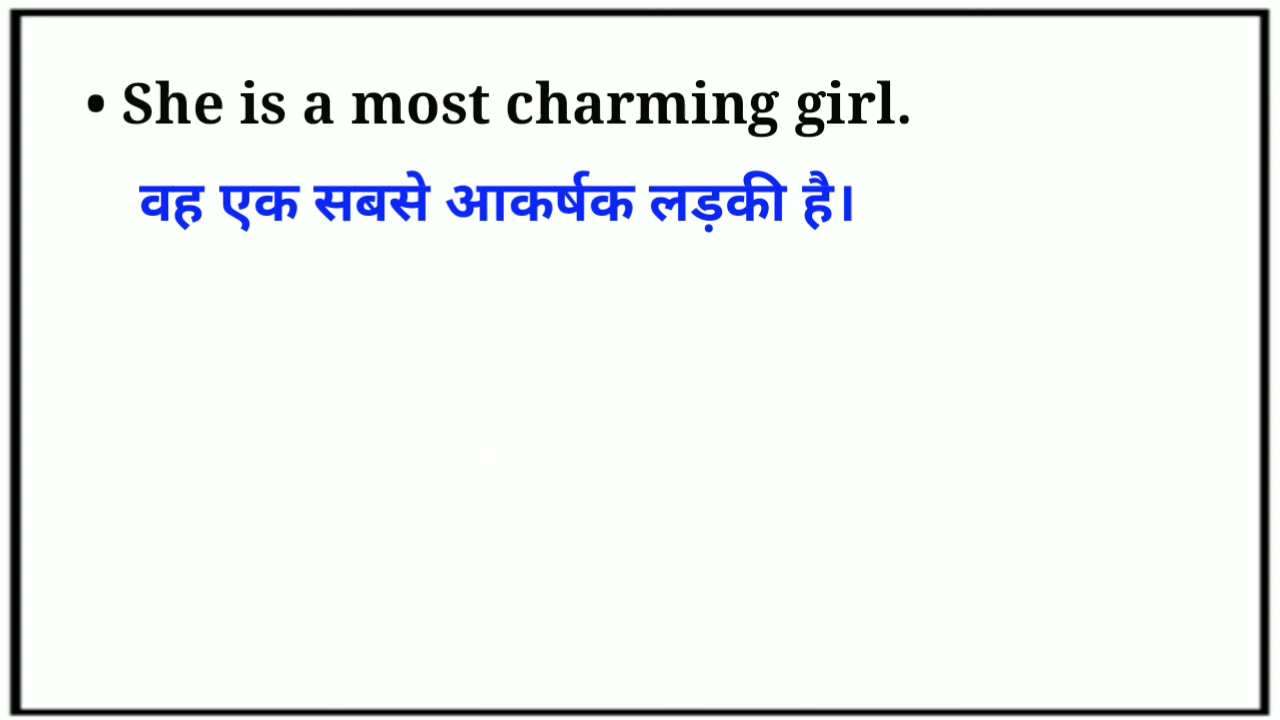 • She is a most charming girl.
वह एक सबसे आकर्षक लड़की है।